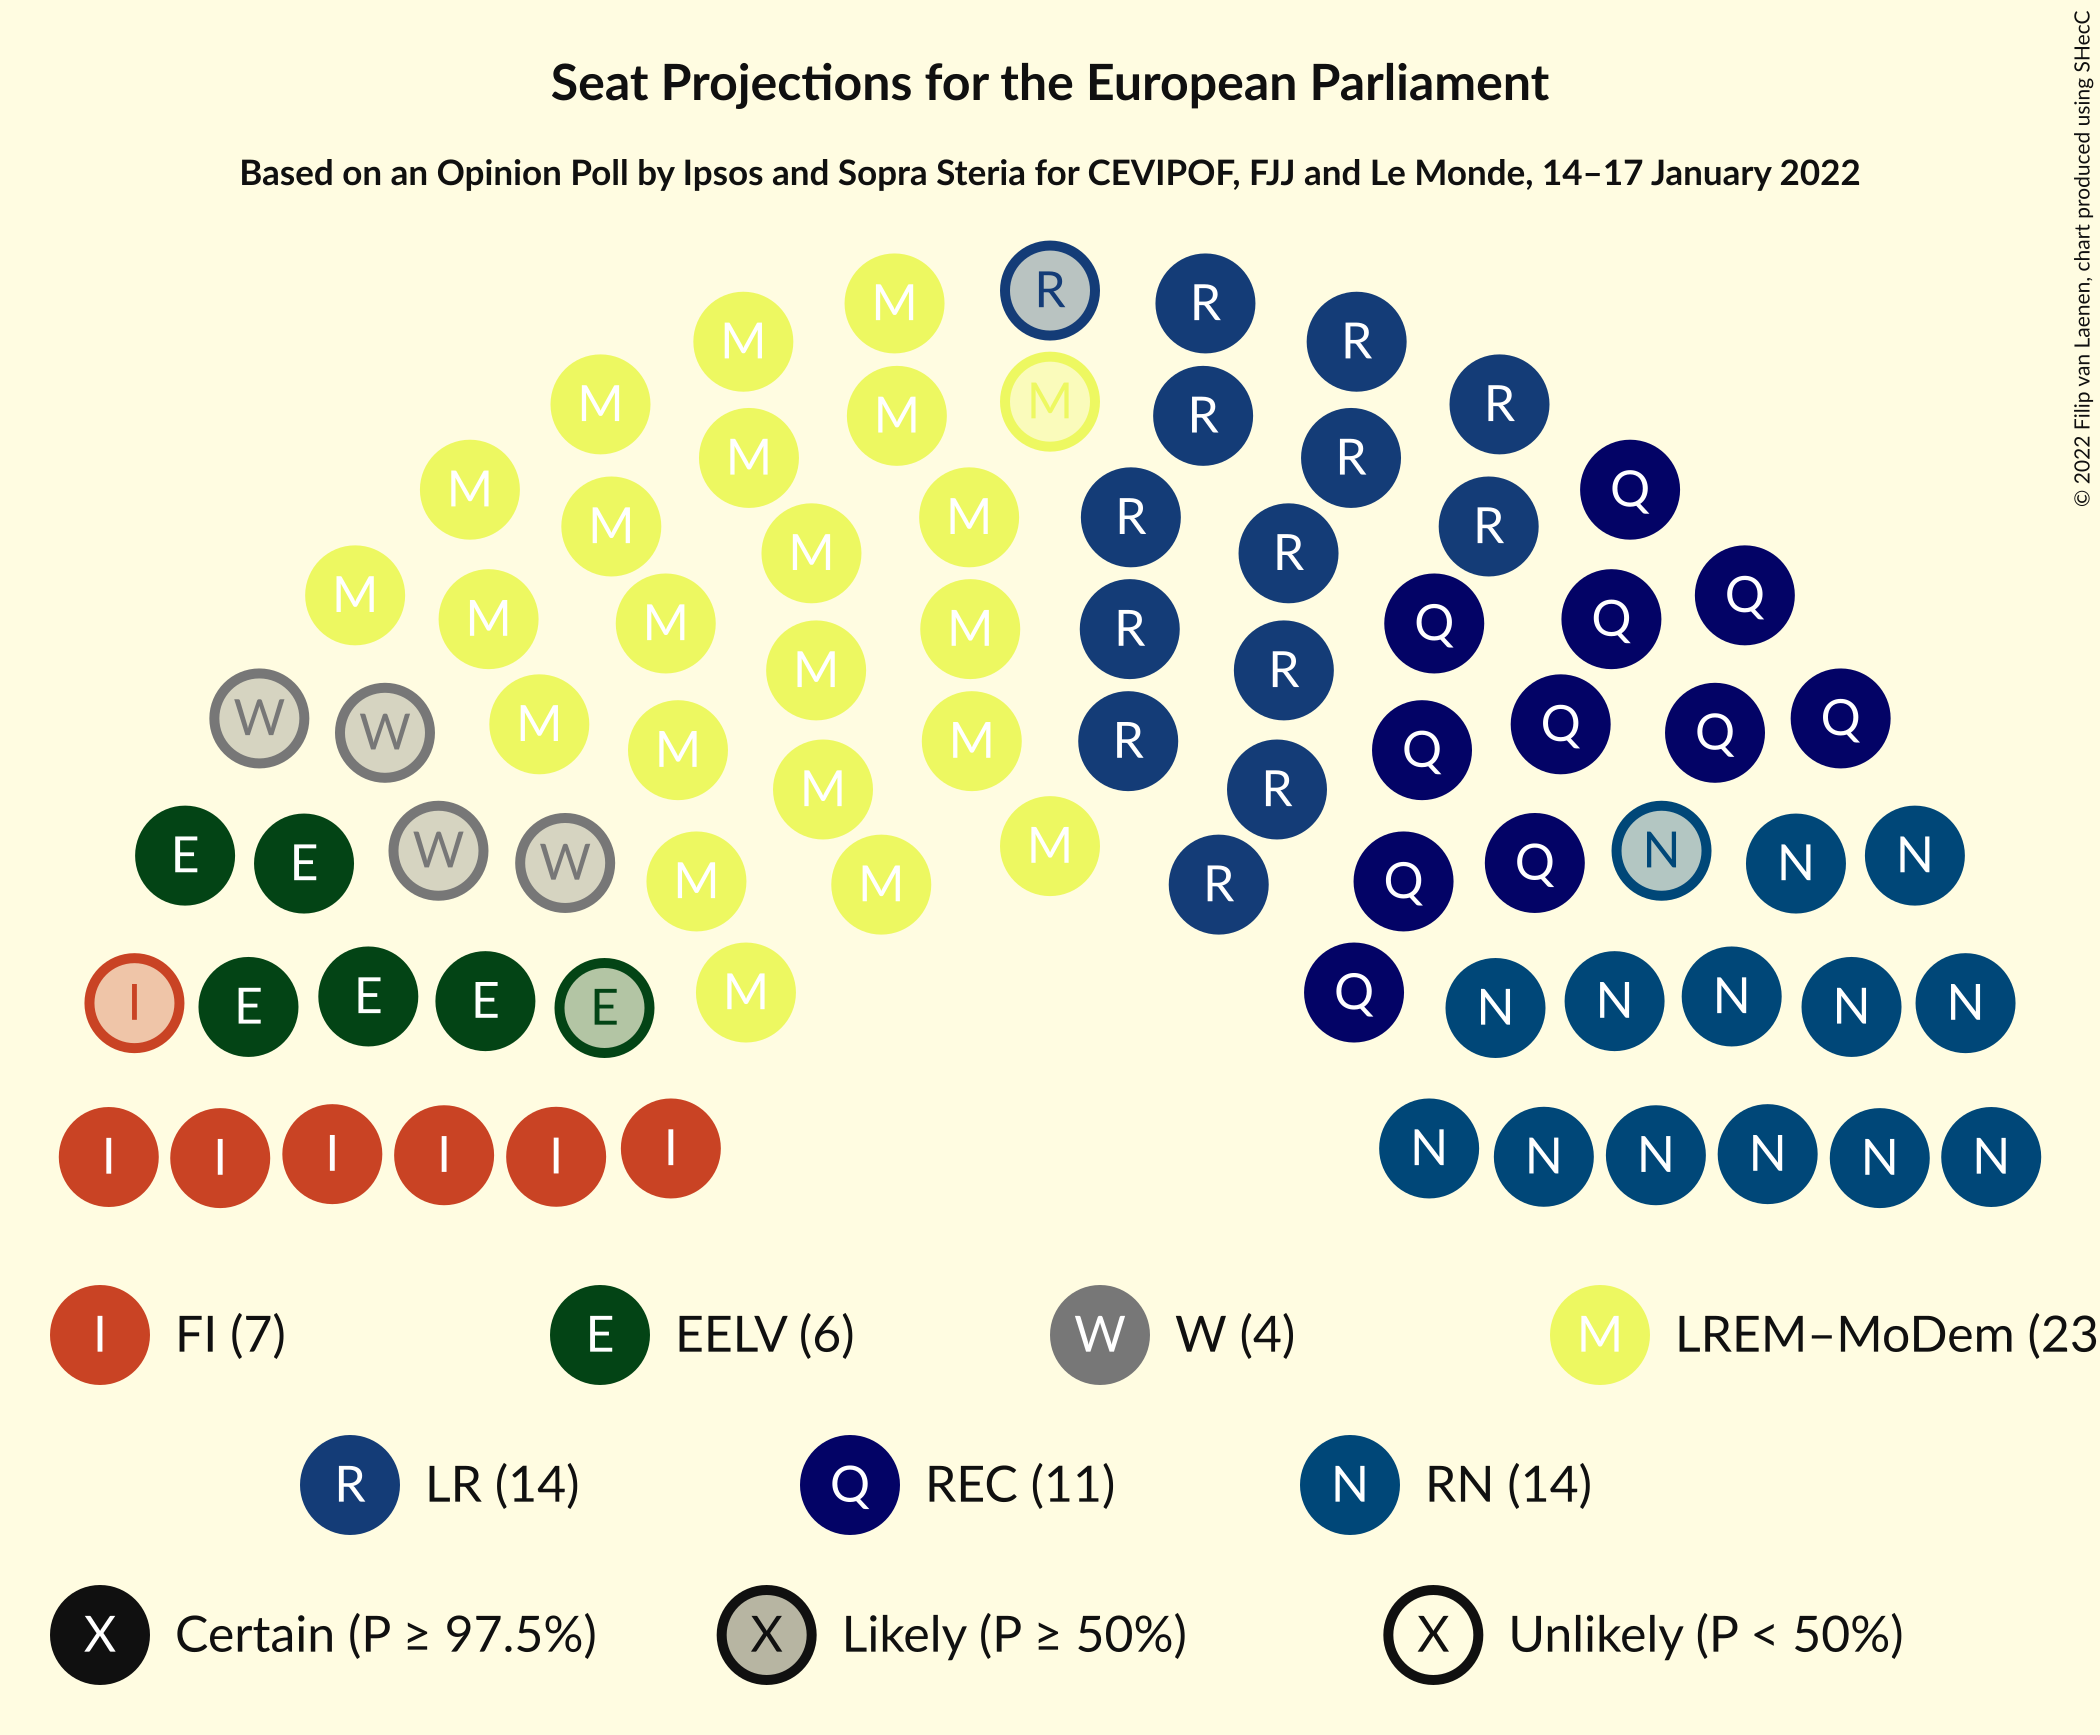 Seat Projections for the European Parliament
Based on an Opinion Poll by Ipsos and Sopra Steria for CEVIPOF, FJJ and Le Monde, 14–17 January 2022
© 2022 Filip van Laenen, chart produced using SHecC
R
M R
M R
M M R
M R R
M M R
M M R
M R Q
M M R R
M M Q Q
M M R
M R
W W M Q Q Q
M M R Q
M R
E E W W M M M R Q Q N N N
I E E E E M Q N N N N N
I I I I I I N N N N N N
I FI (7) E EELV (6) W W (4) M LREM–MoDem (23
R LR (14) Q REC (11) N RN (14)
X Certain (P ≥ 97.5%) X Likely (P ≥ 50%) X Unlikely (P < 50%)